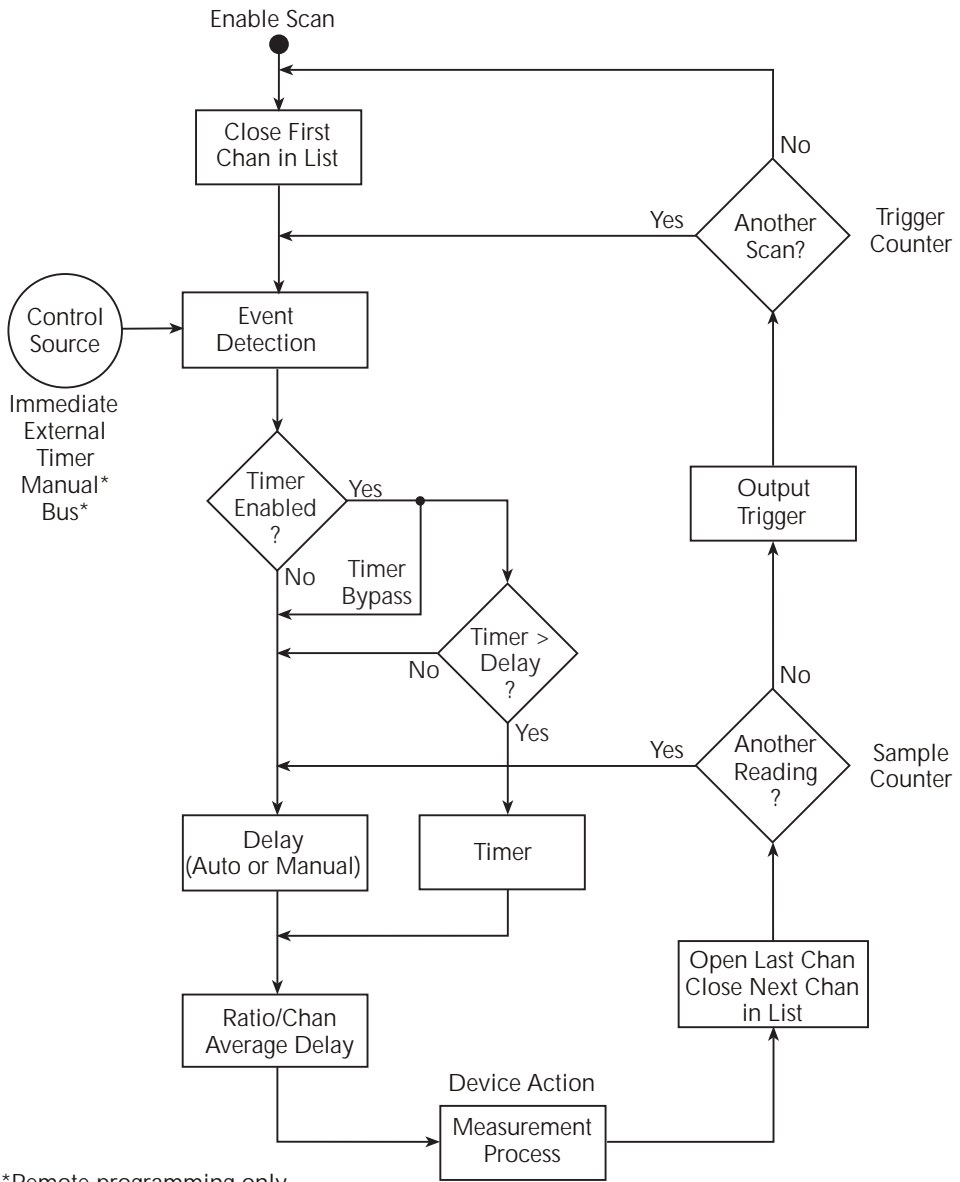 Enable Scan
Close First
Chan in List
No
Yes
Another
Scan?
Trigger
Counter
Control
Source
Event
Detection
Immediate
External
Timer
Manual*
Bus*
Timer
Enabled
?
Yes
No
Timer
Bypass
Output
Trigger
Timer >
Delay
?
No
Yes
No
Yes
Another
Reading
?
Sample
Counter
Delay
(Auto or Manual)
Timer
Open Last Chan
Close Next Chan
in List
Ratio/Chan
Average Delay
Device Action
Measurement
Process
*Remote programming only